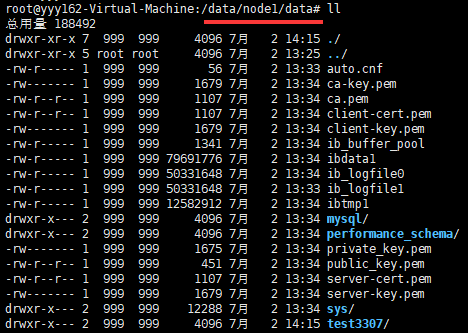 root@yyy162-Virtual-Machine:/data/node1/data# ll
总用量 188492
drwxr-xr-x 7  999  999     4096 7月   2 14:15 ./
drwxr-xr-x 5 root root     4096 7月   2 13:25 ../
-rw-r----- 1  999  999       56 7月   2 13:33 auto.cnf
-rw------- 1  999  999     1679 7月   2 13:34 ca-key.pem
-rw-r--r-- 1  999  999     1107 7月   2 13:34 ca.pem
-rw-r--r-- 1  999  999     1107 7月   2 13:34 client-cert.pem
-rw------- 1  999  999     1679 7月   2 13:34 client-key.pem
-rw-r----- 1  999  999     1341 7月   2 13:34 ib_buffer_pool
-rw-r----- 1  999  999 79691776 7月   2 13:34 ibdata1
-rw-r----- 1  999  999 50331648 7月   2 13:34 ib_logfile0
-rw-r----- 1  999  999 50331648 7月   2 13:33 ib_logfile1
-rw-r----- 1  999  999 12582912 7月   2 13:34 ibtmp1
drwxr-x--- 2  999  999     4096 7月   2 13:34 mysql/
drwxr-x--- 2  999  999     4096 7月   2 13:34 performance_schema/
-rw------- 1  999  999     1675 7月   2 13:34 private_key.pem
-rw-r--r-- 1  999  999      451 7月   2 13:34 public_key.pem
-rw-r--r-- 1  999  999     1107 7月   2 13:34 server-cert.pem
-rw------- 1  999  999     1679 7月   2 13:34 server-key.pem
drwxr-x--- 2  999  999    12288 7月   2 13:34 sys/
drwxr-x--- 2  999  999     4096 7月   2 14:15 test3307/